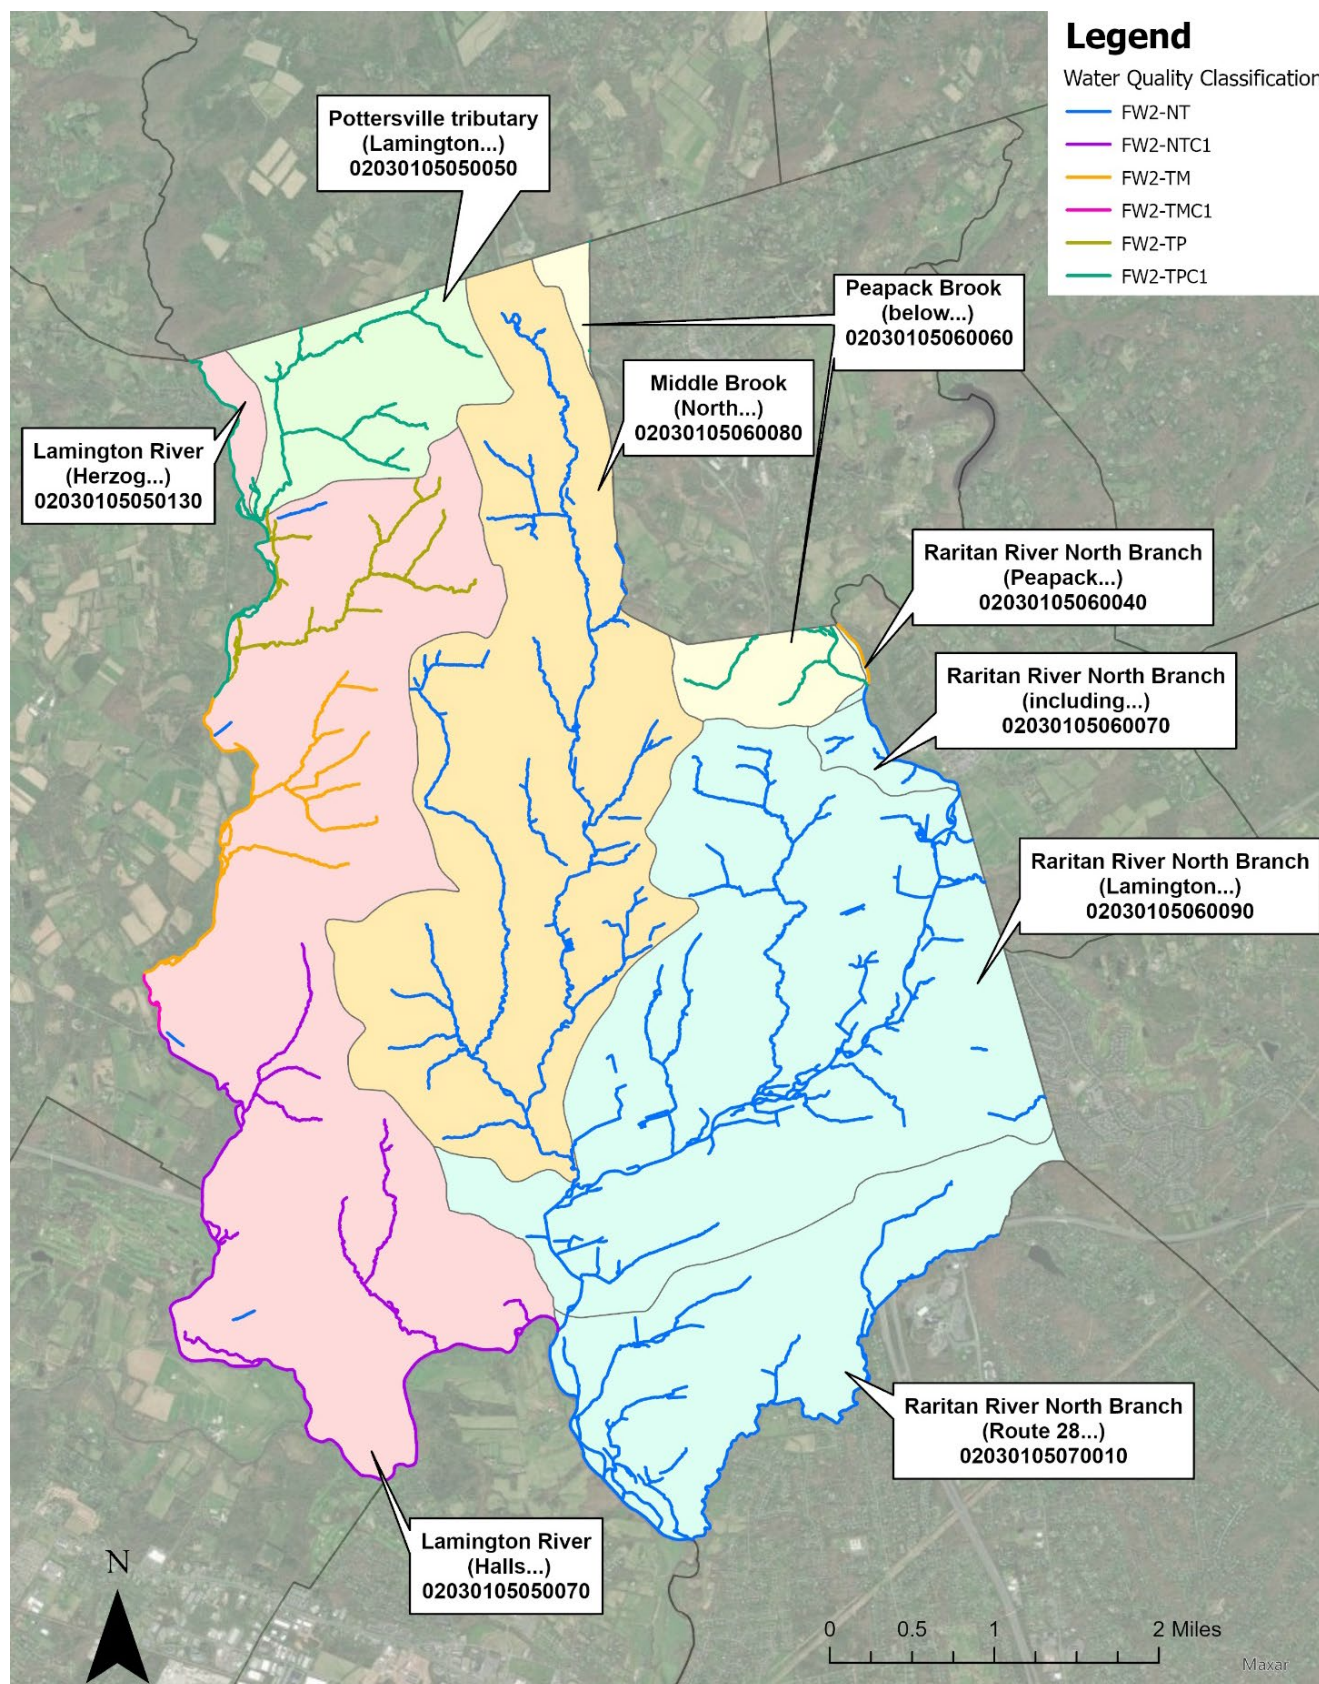 Legend
Water Quality Classification
FW2-NT
FW2-NTC1
FW2-TM
FW2-TMC1
FW2-TP
FW2-TPC1
Pottersville tributary
(Lamington...)
02030105050050
Peapack Brook
(below...)
02030105060060
Middle Brook
(North...)
02030105060080
Lamington River
(Herzog...)
02030105050130
Raritan River North Branch
(Peapack...)
02030105060040
Raritan River North Branch
(including...)
02030105060070
Raritan River North Branch
(Lamington...)
02030105060090
Raritan River North Branch
(Route 28...)
02030105070010
Lamington River
(Halls...)
02030105050070
N
0 0.5 1 2 Miles
Maxar